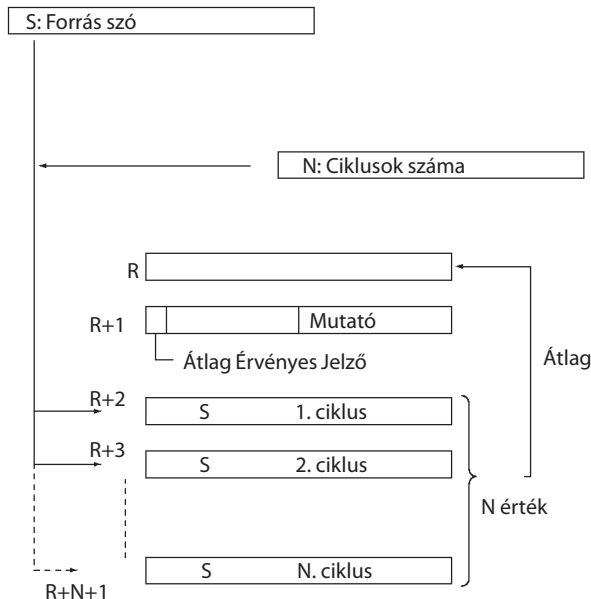 S: Forrás szó
N: Ciklusok száma
R
R+1
Mutató
Átlag Érvényes Jelző
Átlag
R+2
S 1. ciklus
R+3
S 2. ciklus
N érték
S N. ciklus
R+N+1